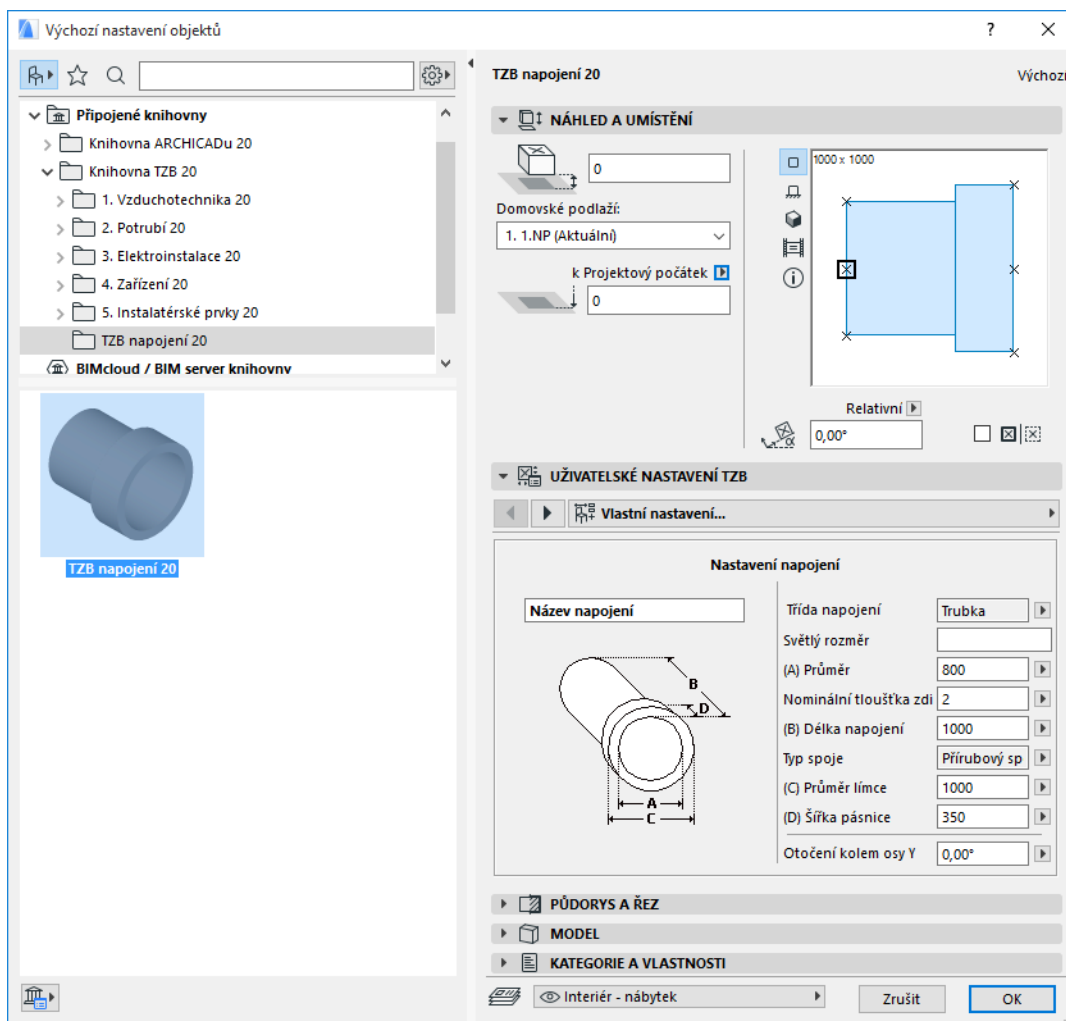 Výchozí nastavení objektů
?
Připojené knihovny
Knihovna ARCHICADu 20
Knihovna TZB 20
1. Vzduchotechnika 20
2. Potrubí 20
3. Elektroinstalace 20
4. Zařízení 20
5. Instalatérské prvky 20
TZB napojení 20
BIMcloud / BIM server knihovny
TZB napojení 20
TZB napojení 20
Výchozí
NÁHLED A UMÍSTĚNÍ
0
Domovské podlaží:
1. 1.NP (Aktuální)
k Projektový počátek
0
1000 x 1000
Relativní
α
0,00°
UŽIVATELSKÉ NASTAVENÍ TZB
Vlastní nastavení...
Nastavení napojení
Název napojení
B
D
A
C
Třída napojení Trubka
Světlý rozměr
(A) Průměr 800
Nominální tloušťka zdi 2
(B) Délka napojení 1000
Typ spoje Přírubový sp
(C) Průměr límce 1000
(D) Šířka pásnice 350
Otočení kolem osy Y 0,00°
PŮDORYS A ŘEZ
MODEL
KATEGORIE A VLASTNOSTI
Interiér - nábytek
Zrušit
OK